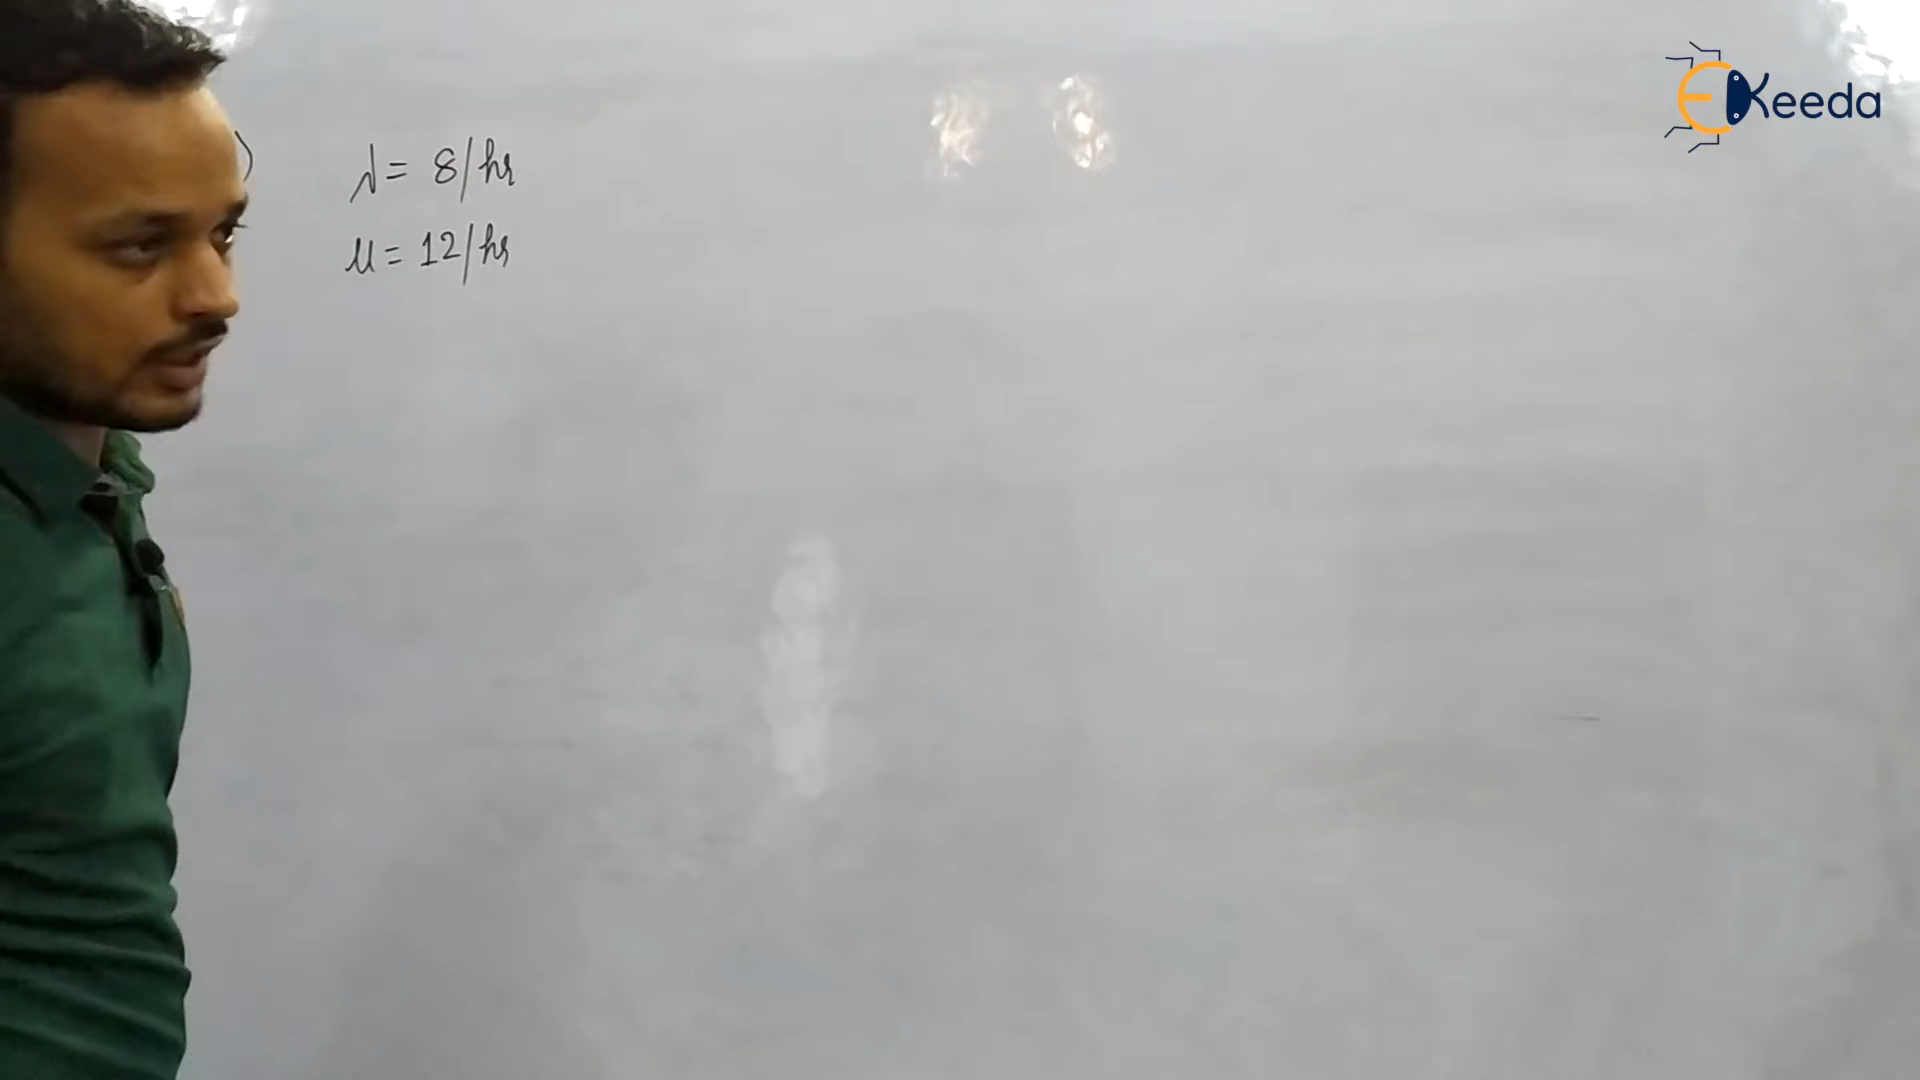 EKeeda
)
λ = 8/hr
μ = 12/hr